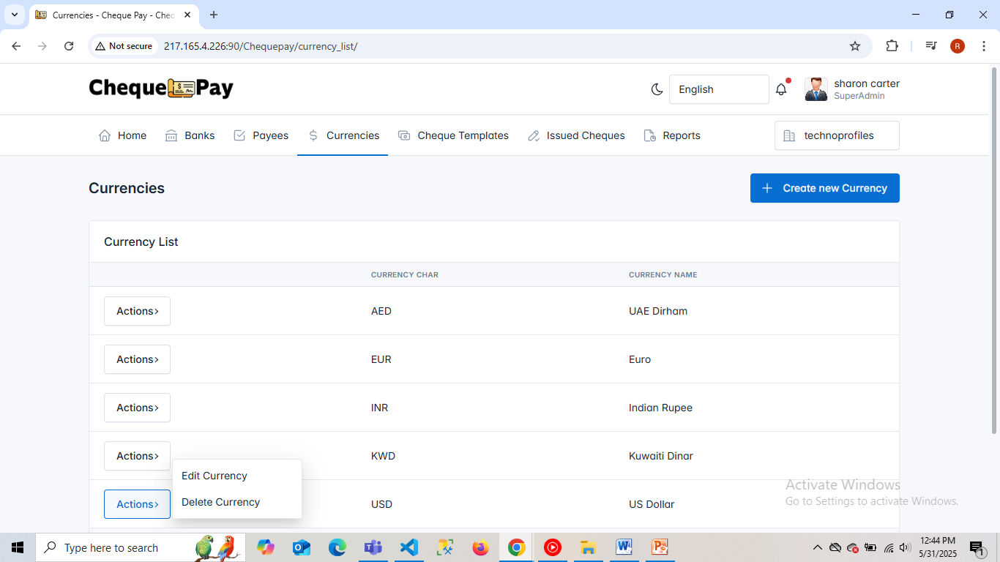 Currencies - Cheque Pay - Cheq
Not secure
217.165.4.226:90/Chequepay/currency_list/
R
Cheque Pay
English
sharon carter
SuperAdmin
Home
Banks
Payees
Currencies
Cheque Templates
Issued Cheques
Reports
technoprofiles
Currencies
Create new Currency
Currency List
CURRENCY CHAR
CURRENCY NAME
Actions›
AED
UAE Dirham
Actions›
EUR
Euro
Actions›
INR
Indian Rupee
Actions›
KWD
Kuwaiti Dinar
Edit Currency
Delete Currency
Actions›
USD
US Dollar
Activate Windows
Go to Settings to activate Windows.
Type here to search
12:44 PM
5/31/2025
1